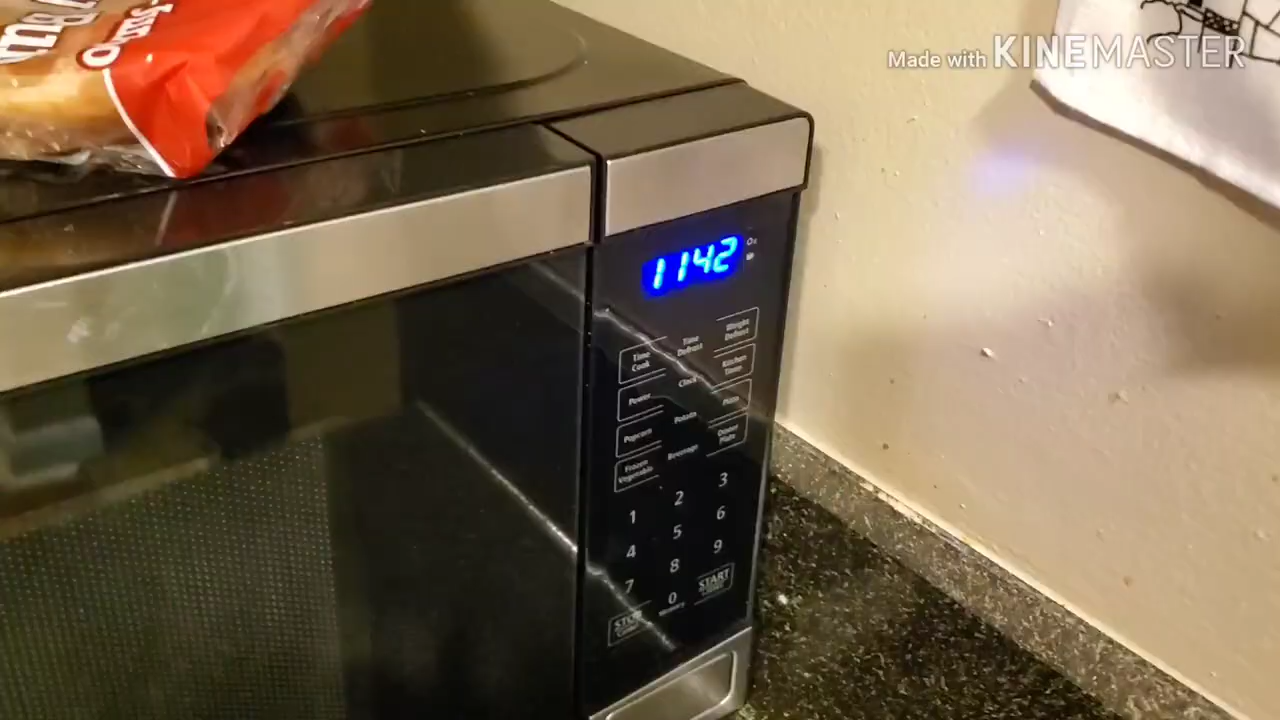 Made with KINEMASTER
1142
Oz
Time Cook
Time Defrost
Weight Defrost
Power
Clock
Kitchen Timer
Popcorn
Potato
Pizza
Frozen Vegetable
Beverage
Dinner Plate
1 2 3
4 5 6
7 8 9
STOP
0
START